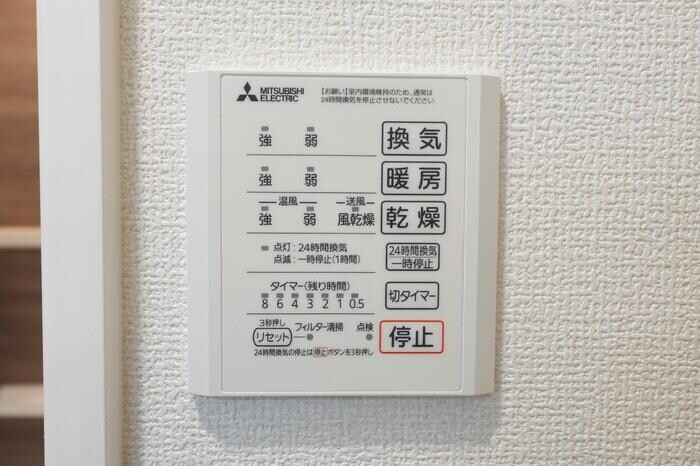 MITSUBISHI
ELECTRIC
【お願い】室内環境維持のため、通常は
24時間換気を停止させないでください
強 弱 換気
強 弱 暖房
温風 送風
強 弱 風乾燥 乾燥
点灯:24時間換気
点滅:一時停止(1時間)
24時間換気
一時停止
タイマー(残り時間)
8 6 4 3 2 1 0.5
切タイマー
3秒押し
リセット フィルター清掃 点検
停止
24時間換気の停止は停止ボタンを3秒押し